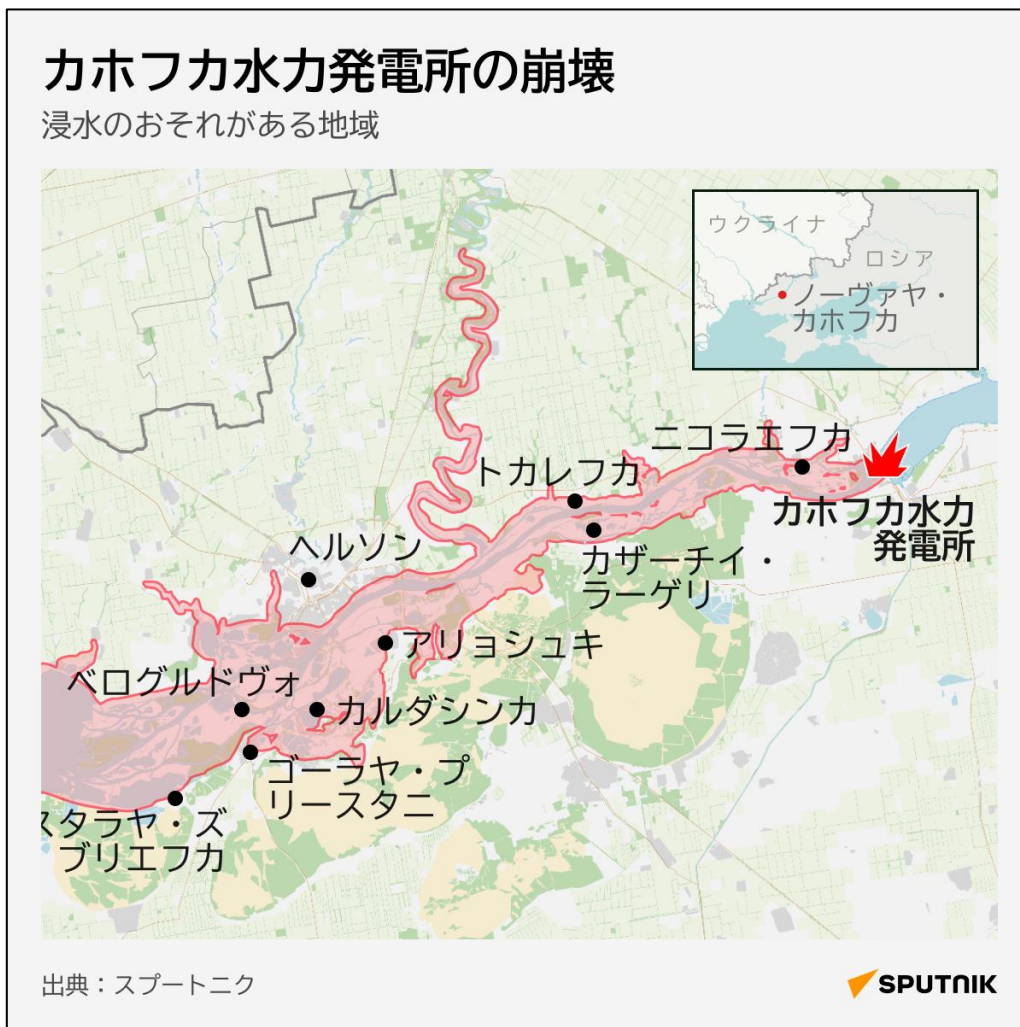 カホフカ水力発電所の崩壊
浸水のおそれがある地域
ウクライナ
ロシア
ノーヴァヤ・
カホフカ
ニコラエフカ
トカレフカ
カホフカ水力
発電所
ヘルソン
カザーチイ・
ラーゲリ
アリョシュキ
ベログルドヴォ
カルダシンカ
ゴーラヤ・プ
リースタニ
スタラヤ・ズ
ブリエフカ
出典：スプートニク
SPUTNIK